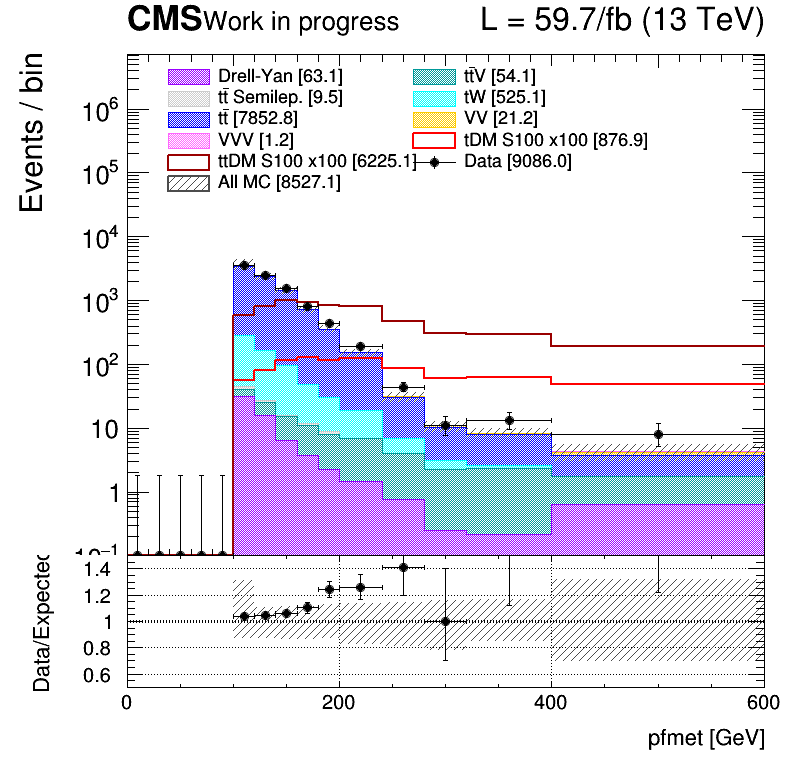 CMS Work in progress L = 59.7/fb (13 TeV)
Events / bin
Drell-Yan [63.1] tt̄V [54.1]
tt̄ Semilep. [9.5] tW [525.1]
tt̄ [7852.8] VV [21.2]
VVV [1.2] tDM S100 x100 [876.9]
ttDM S100 x100 [6225.1] Data [9086.0]
All MC [8527.1]
10⁶
10⁵
10⁴
10³
10²
10
1
10⁻¹
Data/Expected
1.4
1.2
1
0.8
0.6
0 200 400 600
pfmet [GeV]